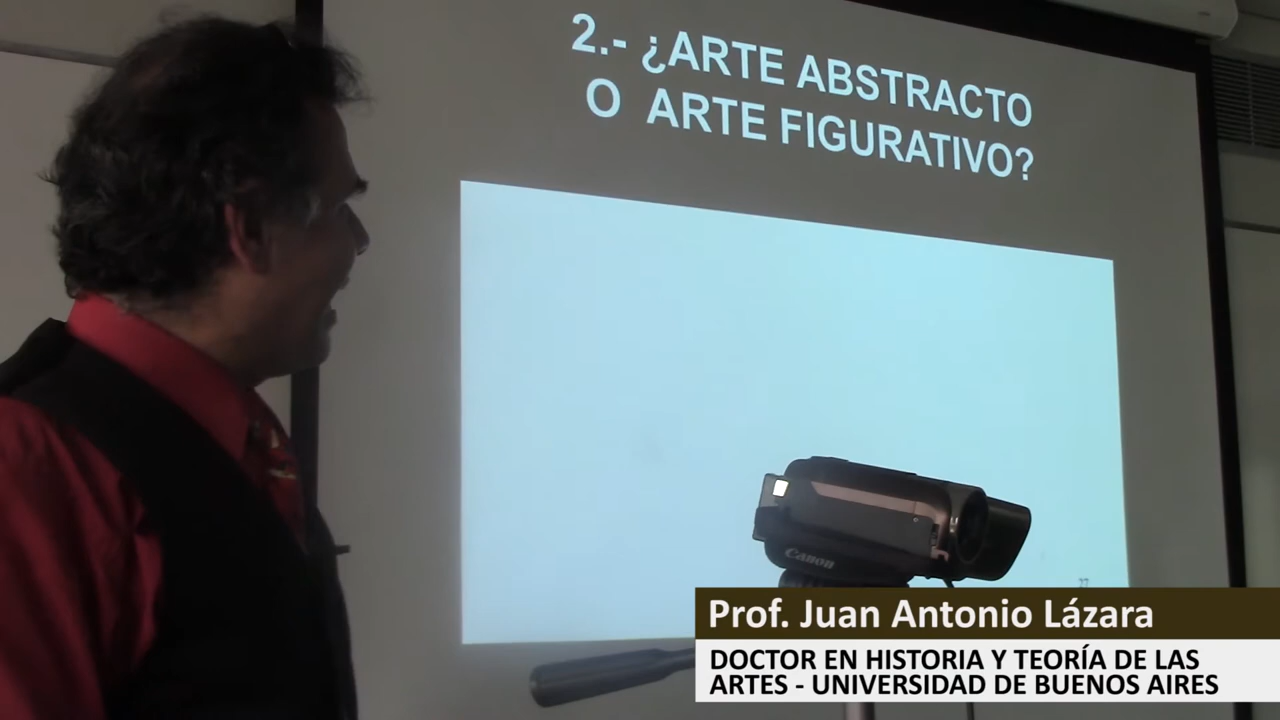 2.- ¿ARTE ABSTRACTO
O ARTE FIGURATIVO?
Canon
27
Prof. Juan Antonio Lázara
DOCTOR EN HISTORIA Y TEORÍA DE LAS
ARTES - UNIVERSIDAD DE BUENOS AIRES